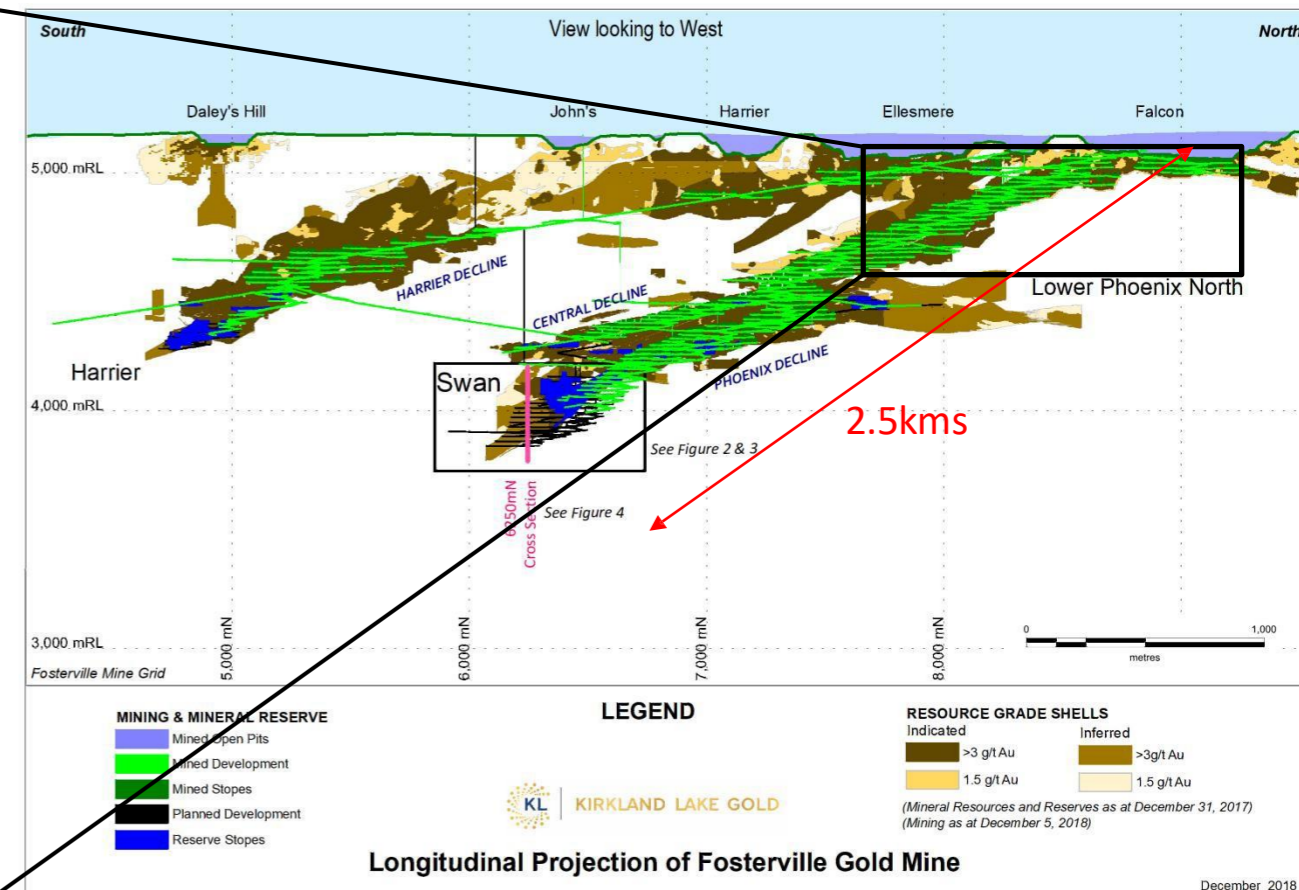 South
View looking to West
North
Daley's Hill
John's
Harrier
Ellesmere
Falcon
5,000 mRL
HARRIER DECLINE
CENTRAL DECLINE
Lower Phoenix North
Harrier
Swan
PHOENIX DECLINE
4,000 mRL
2.5kms
See Figure 2 & 3
6250mN
Cross Section
See Figure 4
3,000 mRL
5,000 mN
6,000 mN
7,000 mN
8,000 mN
0
1,000
metres
Fosterville Mine Grid
MINING & MINERAL RESERVE
Mined Open Pits
Mined Development
Mined Stopes
Planned Development
Reserve Stopes
LEGEND
KL
KIRKLAND LAKE GOLD
RESOURCE GRADE SHELLS
Indicated
Inferred
>3 g/t Au
>3g/t Au
1.5 g/t Au
1.5 g/t Au
(Mineral Resources and Reserves as at December 31, 2017)
(Mining as at December 5, 2018)
Longitudinal Projection of Fosterville Gold Mine
December 2018